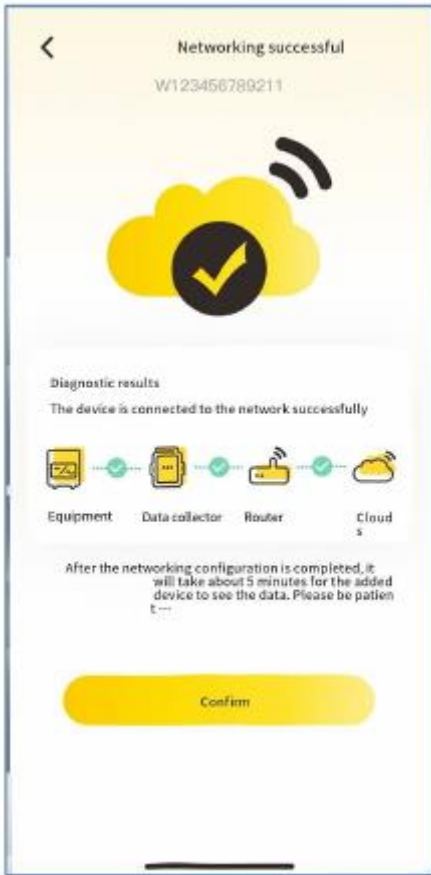 Networking successful
W123456789211
Diagnostic results
The device is connected to the network successfully
Equipment Data collector Router Cloud
s
After the networking configuration is completed, it
will take about 5 minutes for the added
device to see the data. Please be patien
t ...
Confirm